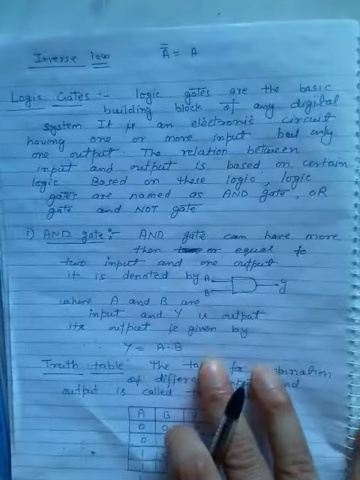 Inverse law A̿ = A
Logic Gates :- Logic gates are the basic
building block of any digital
system It is an electronic circuit
having one or more input but only
one output. The relation between
input and output is based on certain
logic Based on these logic, logic
gates are named as AND gate, OR
gate and NOT gate
i) AND gate :- AND gate can have more
then or equal to
two input and one output
it is denoted by A B y
where A and B are
input and Y is output
its output is given by
Y = A·B
Truth table The
of
output is called
A B
0 0
0
1
1